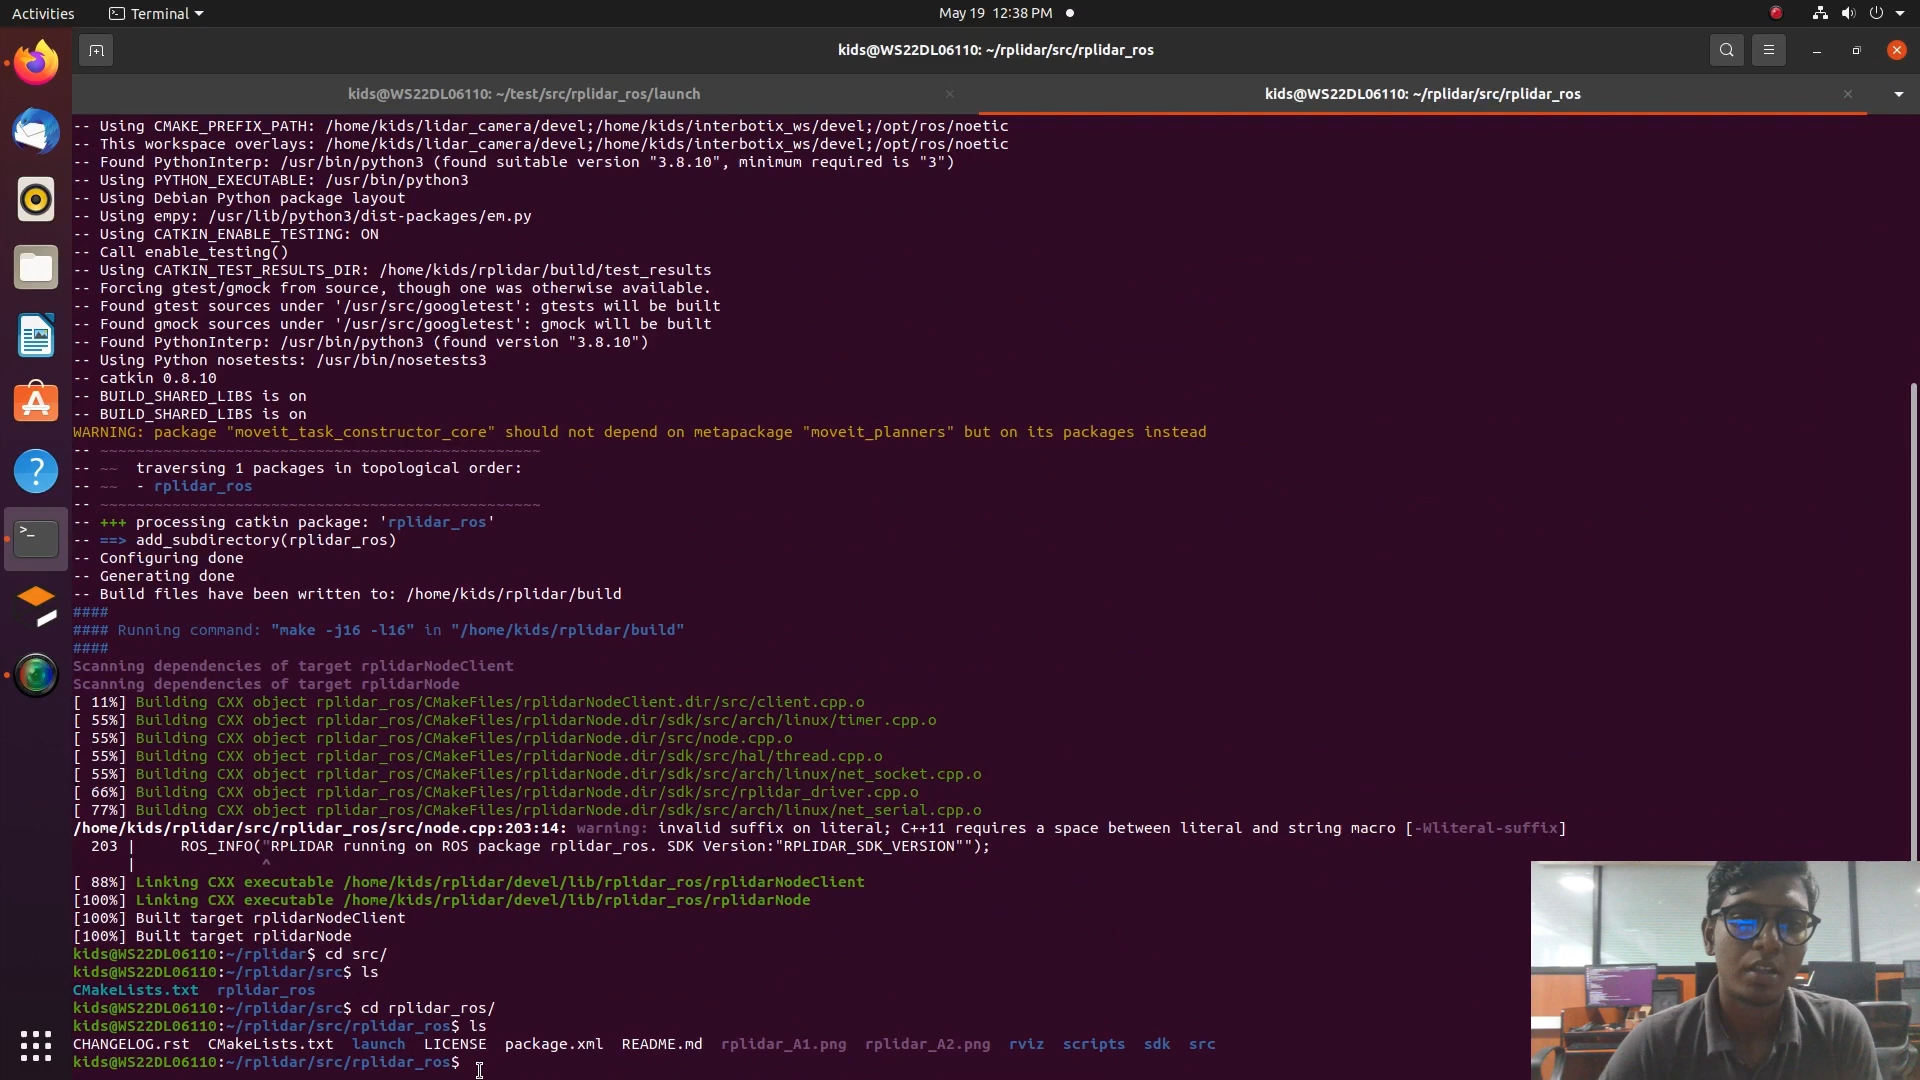 Activities
Terminal
May 19 12:38 PM
kids@WS22DL06110: ~/rplidar/src/rplidar_ros
kids@WS22DL06110: ~/test/src/rplidar_ros/launch
kids@WS22DL06110: ~/rplidar/src/rplidar_ros
-- Using CMAKE_PREFIX_PATH: /home/kids/lidar_camera/devel;/home/kids/interbotix_ws/devel;/opt/ros/noetic
-- This workspace overlays: /home/kids/lidar_camera/devel;/home/kids/interbotix_ws/devel;/opt/ros/noetic
-- Found PythonInterp: /usr/bin/python3 (found suitable version "3.8.10", minimum required is "3")
-- Using PYTHON_EXECUTABLE: /usr/bin/python3
-- Using Debian Python package layout
-- Using empy: /usr/lib/python3/dist-packages/em.py
-- Using CATKIN_ENABLE_TESTING: ON
-- Call enable_testing()
-- Using CATKIN_TEST_RESULTS_DIR: /home/kids/rplidar/build/test_results
-- Forcing gtest/gmock from source, though one was otherwise available.
-- Found gtest sources under '/usr/src/googletest': gtests will be built
-- Found gmock sources under '/usr/src/googletest': gmock will be built
-- Found PythonInterp: /usr/bin/python3 (found version "3.8.10")
-- Using Python nosetests: /usr/bin/nosetests3
-- catkin 0.8.10
-- BUILD_SHARED_LIBS is on
-- BUILD_SHARED_LIBS is on
WARNING: package "moveit_task_constructor_core" should not depend on metapackage "moveit_planners" but on its packages instead
-- ~~~~~~~~~~~~~~~~~~~~~~~~~~~~~~~~~~~~~~~~~~~~~~~~~
-- ~~  traversing 1 packages in topological order:
-- ~~  - rplidar_ros
-- ~~~~~~~~~~~~~~~~~~~~~~~~~~~~~~~~~~~~~~~~~~~~~~~~~
-- +++ processing catkin package: 'rplidar_ros'
-- ==> add_subdirectory(rplidar_ros)
-- Configuring done
-- Generating done
-- Build files have been written to: /home/kids/rplidar/build
####
#### Running command: "make -j16 -l16" in "/home/kids/rplidar/build"
####
Scanning dependencies of target rplidarNodeClient
Scanning dependencies of target rplidarNode
[ 11%] Building CXX object rplidar_ros/CMakeFiles/rplidarNodeClient.dir/src/client.cpp.o
[ 55%] Building CXX object rplidar_ros/CMakeFiles/rplidarNode.dir/sdk/src/arch/linux/timer.cpp.o
[ 55%] Building CXX object rplidar_ros/CMakeFiles/rplidarNode.dir/src/node.cpp.o
[ 55%] Building CXX object rplidar_ros/CMakeFiles/rplidarNode.dir/sdk/src/hal/thread.cpp.o
[ 55%] Building CXX object rplidar_ros/CMakeFiles/rplidarNode.dir/sdk/src/arch/linux/net_socket.cpp.o
[ 66%] Building CXX object rplidar_ros/CMakeFiles/rplidarNode.dir/sdk/src/rplidar_driver.cpp.o
[ 77%] Building CXX object rplidar_ros/CMakeFiles/rplidarNode.dir/sdk/src/arch/linux/net_serial.cpp.o
/home/kids/rplidar/src/rplidar_ros/src/node.cpp:203:14: warning: invalid suffix on literal; C++11 requires a space between literal and string macro [-Wliteral-suffix]
203 |     ROS_INFO("RPLIDAR running on ROS package rplidar_ros. SDK Version:"RPLIDAR_SDK_VERSION"");
|              ^
[ 88%] Linking CXX executable /home/kids/rplidar/devel/lib/rplidar_ros/rplidarNodeClient
[100%] Linking CXX executable /home/kids/rplidar/devel/lib/rplidar_ros/rplidarNode
[100%] Built target rplidarNodeClient
[100%] Built target rplidarNode
kids@WS22DL06110:~/rplidar$ cd src/
kids@WS22DL06110:~/rplidar/src$ ls
CMakeLists.txt  rplidar_ros
kids@WS22DL06110:~/rplidar/src$ cd rplidar_ros/
kids@WS22DL06110:~/rplidar/src/rplidar_ros$ ls
CHANGELOG.rst  CMakeLists.txt  launch  LICENSE  package.xml  README.md  rplidar_A1.png  rplidar_A2.png  rviz  scripts  sdk  src
kids@WS22DL06110:~/rplidar/src/rplidar_ros$